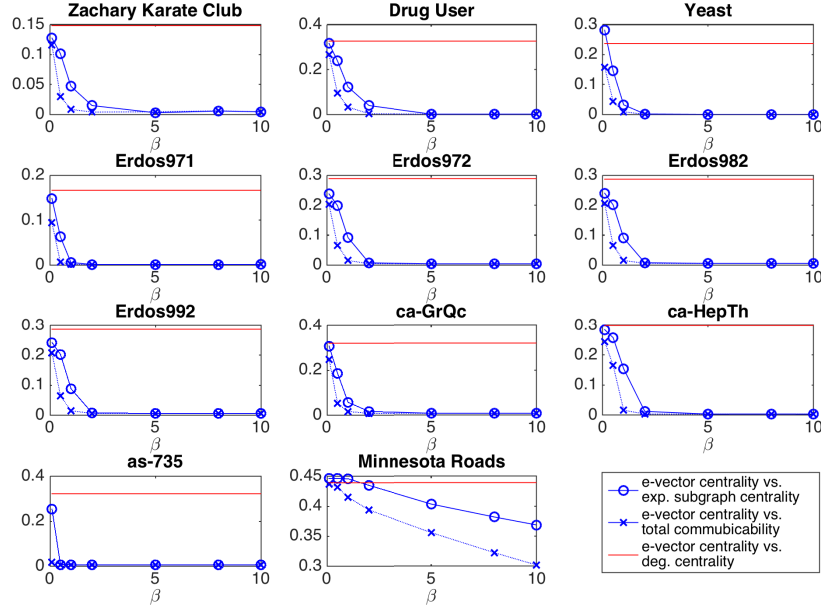 Zachary Karate Club
0.15
0.1
0.05
0
0
5
10
β
Drug User
0.4
0.2
0
0
5
10
β
Yeast
0.3
0.2
0.1
0
0
5
10
β
Erdos971
0.2
0.1
0
0
5
10
β
Erdos972
0.3
0.2
0.1
0
0
5
10
β
Erdos982
0.3
0.2
0.1
0
0
5
10
β
Erdos992
0.3
0.2
0.1
0
0
5
10
β
ca-GrQc
0.4
0.2
0
0
5
10
β
ca-HepTh
0.3
0.2
0.1
0
0
5
10
β
as-735
0.4
0.2
0
0
5
10
β
Minnesota Roads
0.45
0.4
0.35
0.3
0
5
10
β
e-vector centrality vs.
exp. subgraph centrality
e-vector centrality vs.
total commubicability
e-vector centrality vs.
deg. centrality